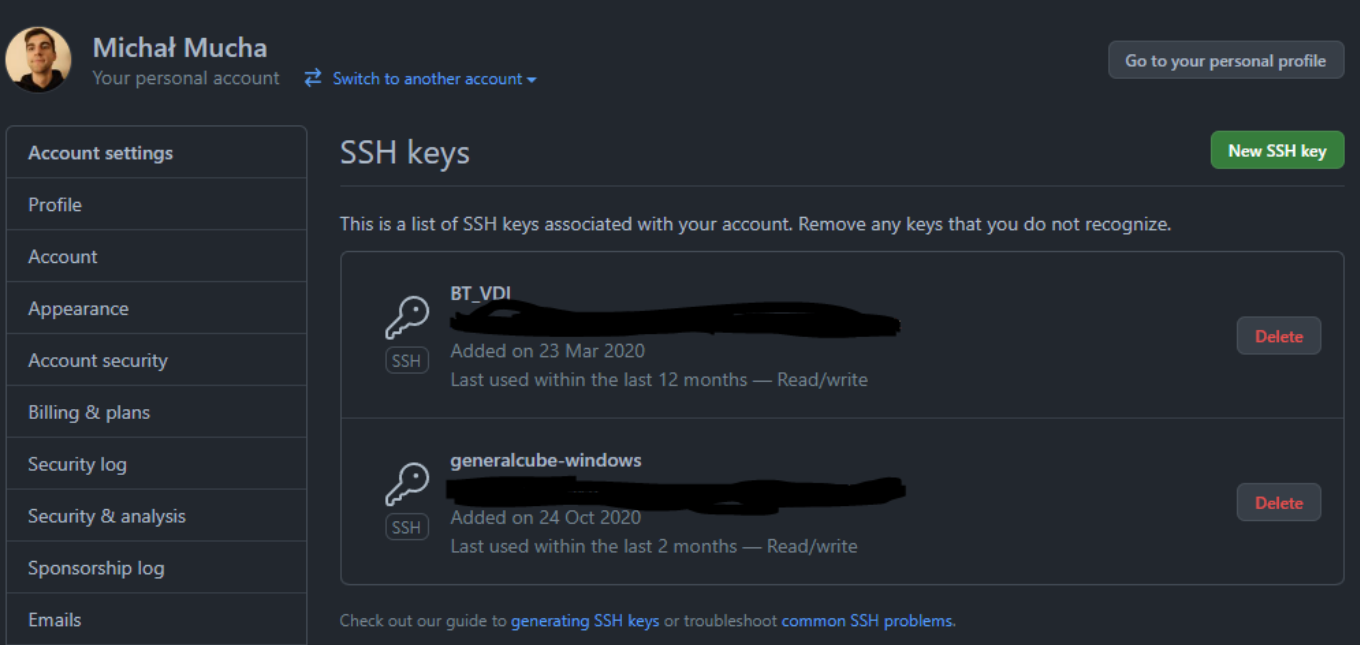 Michał Mucha
Your personal account Switch to another account
Go to your personal profile
Account settings
Profile
Account
Appearance
Account security
Billing & plans
Security log
Security & analysis
Sponsorship log
Emails
SSH keys
New SSH key
This is a list of SSH keys associated with your account. Remove any keys that you do not recognize.
BT_VDI
SSH
Added on 23 Mar 2020
Last used within the last 12 months — Read/write
Delete
generalcube-windows
SSH
Added on 24 Oct 2020
Last used within the last 2 months — Read/write
Delete
Check out our guide to generating SSH keys or troubleshoot common SSH problems.